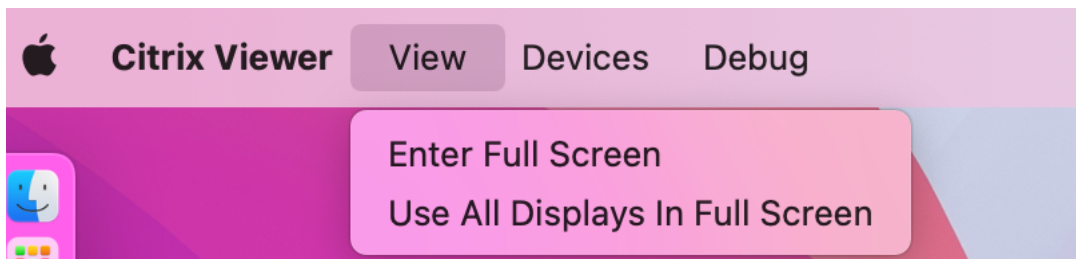 Citrix Viewer View Devices Debug
Enter Full Screen
Use All Displays In Full Screen